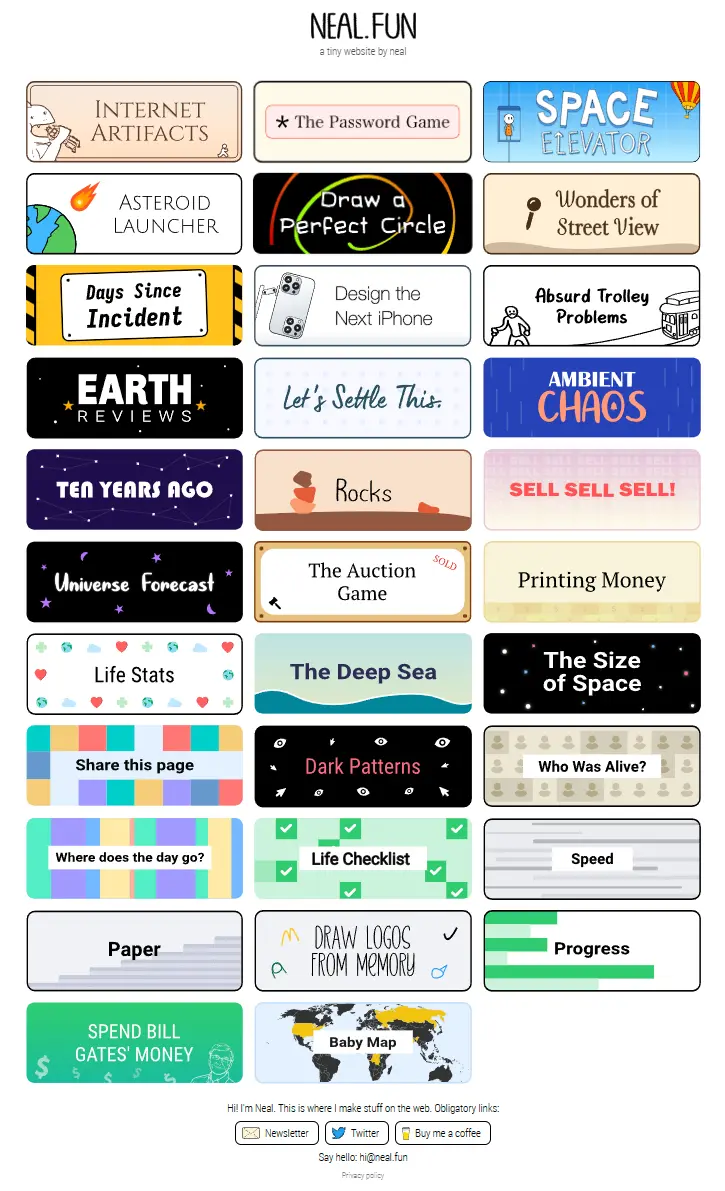 NEAL.FUN
a tiny website by neal
INTERNET
ARTIFACTS
* The Password Game
SPACE
ELEVATOR
ASTEROID
LAUNCHER
Draw a
Perfect Circle
Wonders of
Street View
Days Since
Incident
Design the
Next iPhone
Absurd Trolley
Problems
EARTH
REVIEWS
Let's Settle This.
AMBIENT
CHAOS
TEN YEARS AGO
Rocks
SELL SELL SELL!
Universe Forecast
The Auction
Game
SOLD
Printing Money
Life Stats
The Deep Sea
The Size
of Space
Share this page
Dark Patterns
Who Was Alive?
Where does the day go?
Life Checklist
Speed
Paper
DRAW LOGOS
FROM MEMORY
Progress
SPEND BILL
GATES' MONEY
Baby Map
Hi! I'm Neal. This is where I make stuff on the web. Obligatory links:
Newsletter
Twitter
Buy me a coffee
Say hello: hi@neal.fun
Privacy policy